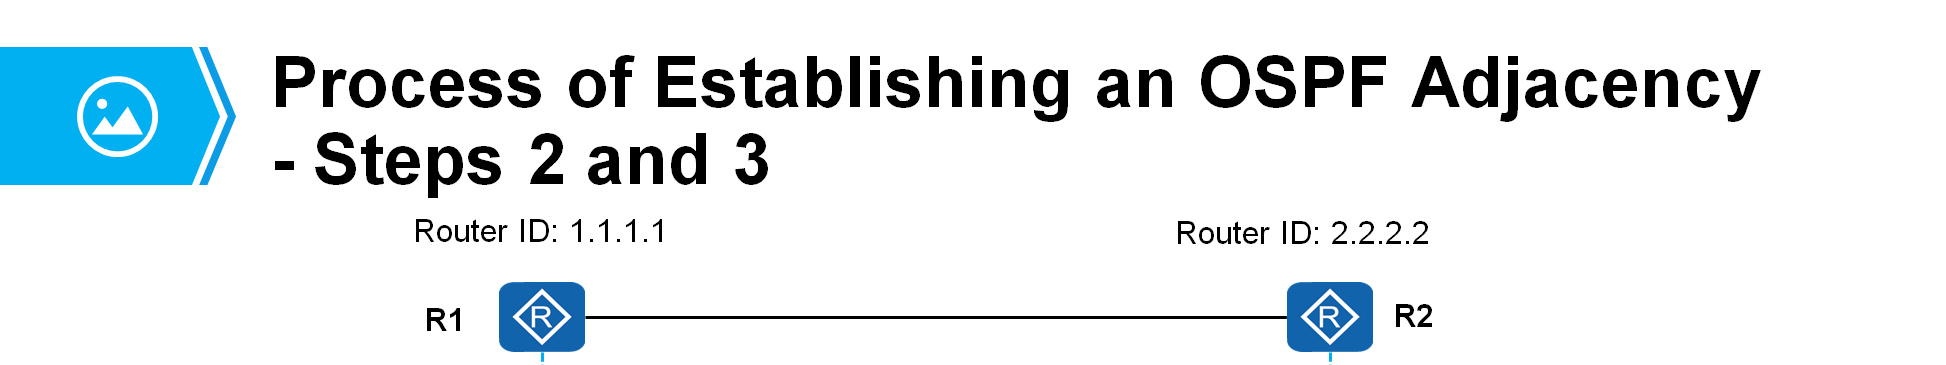 Process of Establishing an OSPF Adjacency
- Steps 2 and 3
Router ID: 1.1.1.1
Router ID: 2.2.2.2
R1
R
R
R2